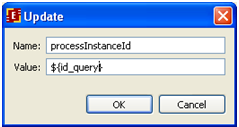 Update
Name: processInstanceId
Value: ${id_query}
OK Cancel